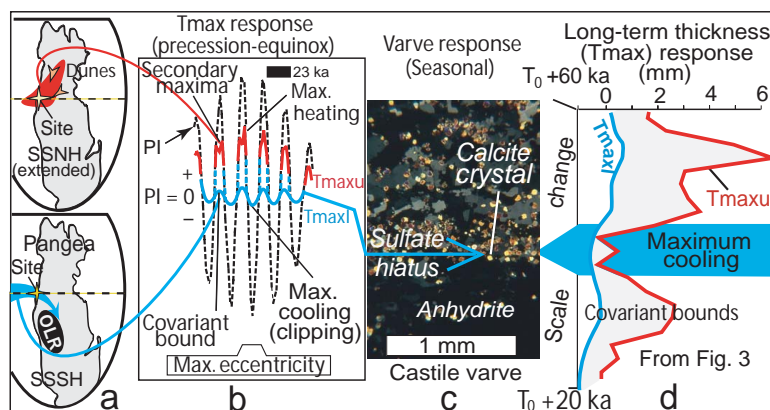 Dunes
Site
SSNH
(extended)
Pangea
Site
OLR
SSSH
a
Tmax response
(precession-equinox)
Secondary
maxima
23 ka
Max.
heating
PI
+
PI = 0
–
Tmaxu
Tmaxl
Covariant
bound
Max.
cooling
(clipping)
Max. eccentricity
b
Varve response
(Seasonal)
Calcite
crystal
Sulfate
hiatus
Anhydrite
1 mm
Castile varve
c
Long-term thickness
(Tmax) response
(mm)
T0 +60 ka
0 2 4 6
Tmaxl
change
Tmaxu
Maximum
cooling
Scale
Covariant bounds
From Fig. 3
T0 +20 ka
d